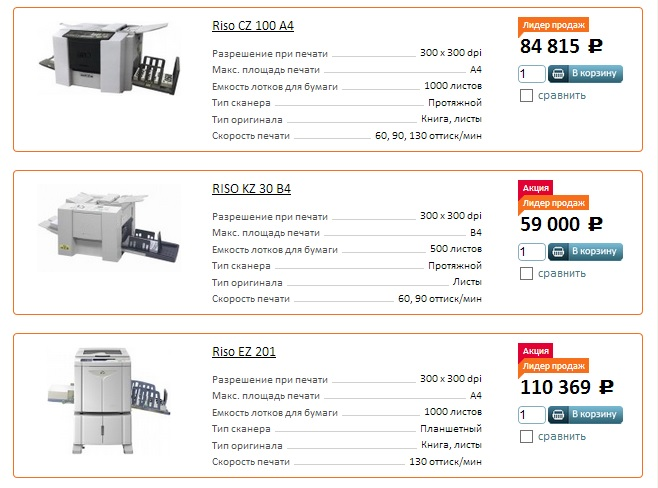 Riso CZ 100 A4
Разрешение при печати 300 x 300 dpi
Макс. площадь печати A4
Емкость лотков для бумаги 1000 листов
Тип сканера Протяжной
Тип оригинала Книга, листы
Скорость печати 60, 90, 130 оттиск/мин
Лидер продаж
84 815 ₽
1 В корзину
сравнить
RISO KZ 30 B4
Разрешение при печати 300 x 300 dpi
Макс. площадь печати B4
Емкость лотков для бумаги 500 листов
Тип сканера Протяжной
Тип оригинала Листы
Скорость печати 60, 90 оттиск/мин
Акция
Лидер продаж
59 000 ₽
1 В корзину
сравнить
Riso EZ 201
Разрешение при печати 300 x 300 dpi
Макс. площадь печати A4
Емкость лотков для бумаги 1000 листов
Тип сканера Планшетный
Тип оригинала Книга, листы
Скорость печати 130 оттиск/мин
Акция
Лидер продаж
110 369 ₽
1 В корзину
сравнить